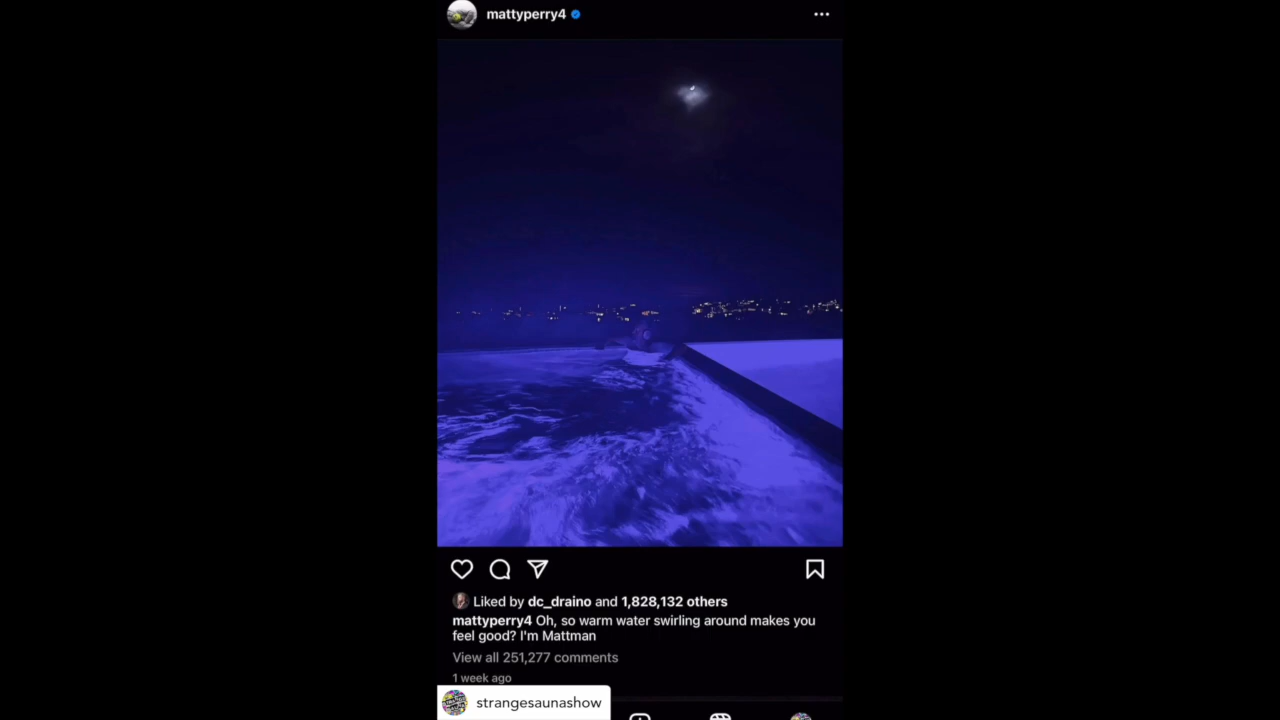 mattyperry4
Liked by dc_draino and 1,828,132 others
mattyperry4 Oh, so warm water swirling around makes you
feel good? I'm Mattman
View all 251,277 comments
1 week ago
strangesaunashow